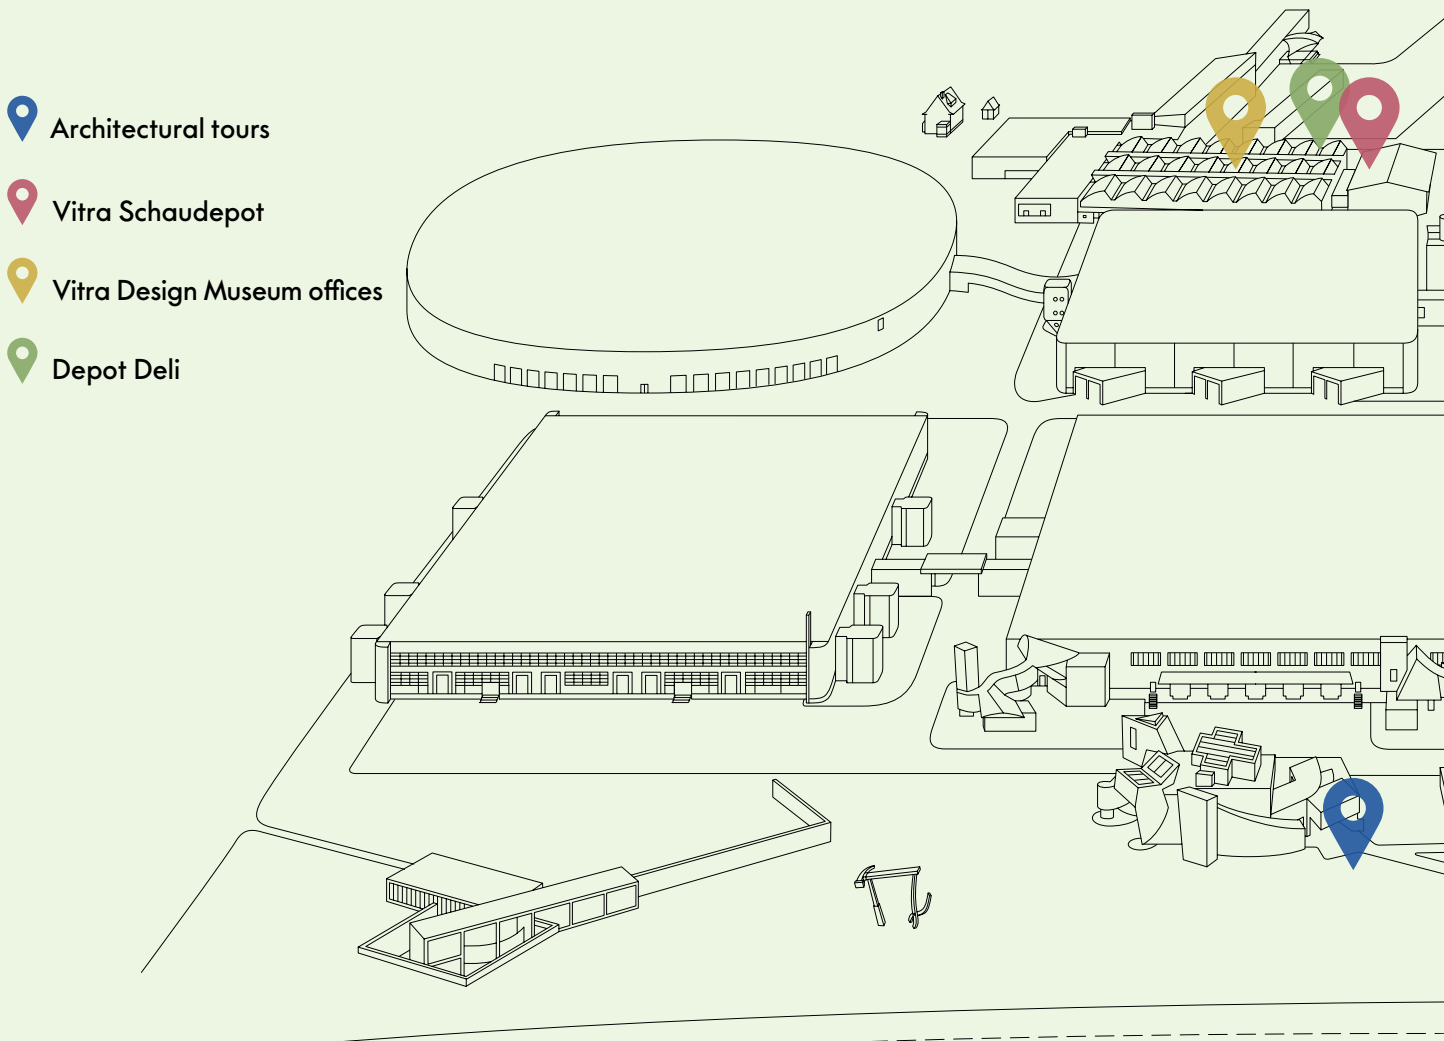 Architectural tours
Vitra Schaudepot
Vitra Design Museum offices
Depot Deli